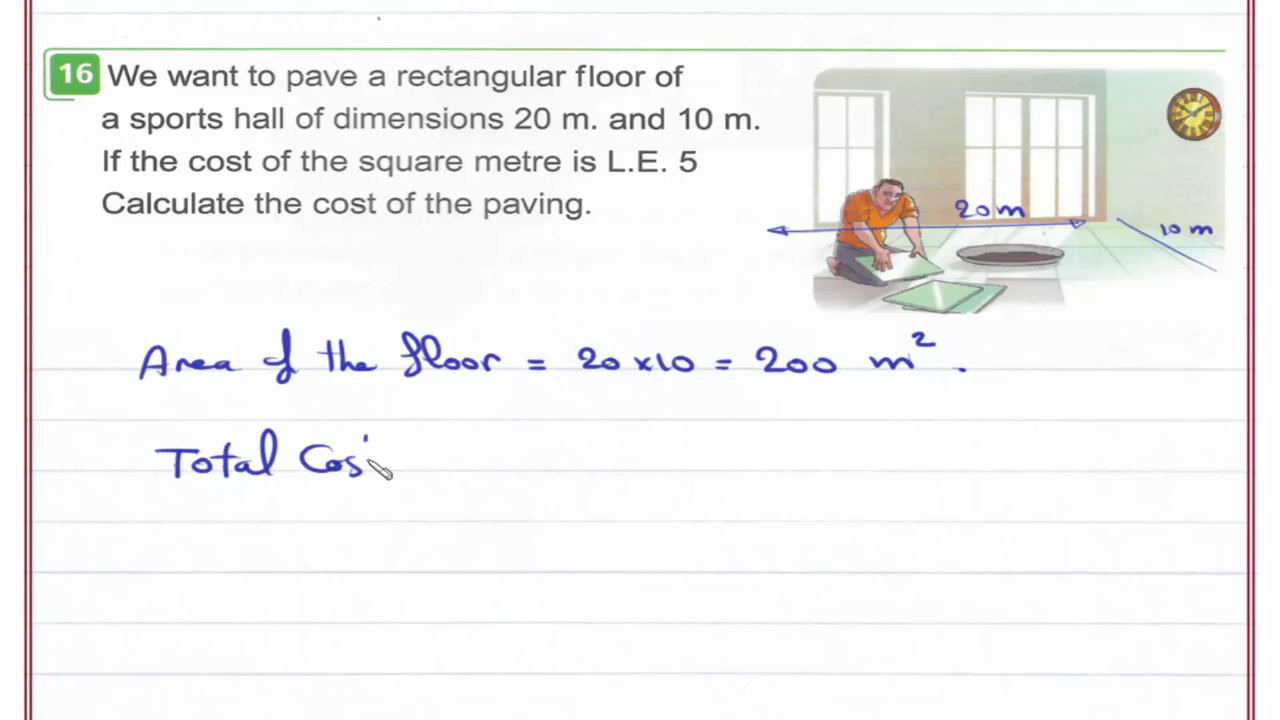 16 We want to pave a rectangular floor of
a sports hall of dimensions 20 m. and 10 m.
If the cost of the square metre is L.E. 5
Calculate the cost of the paving.
20 m
10 m
Area of the floor = 20 x 10 = 200 m².
Total Cos